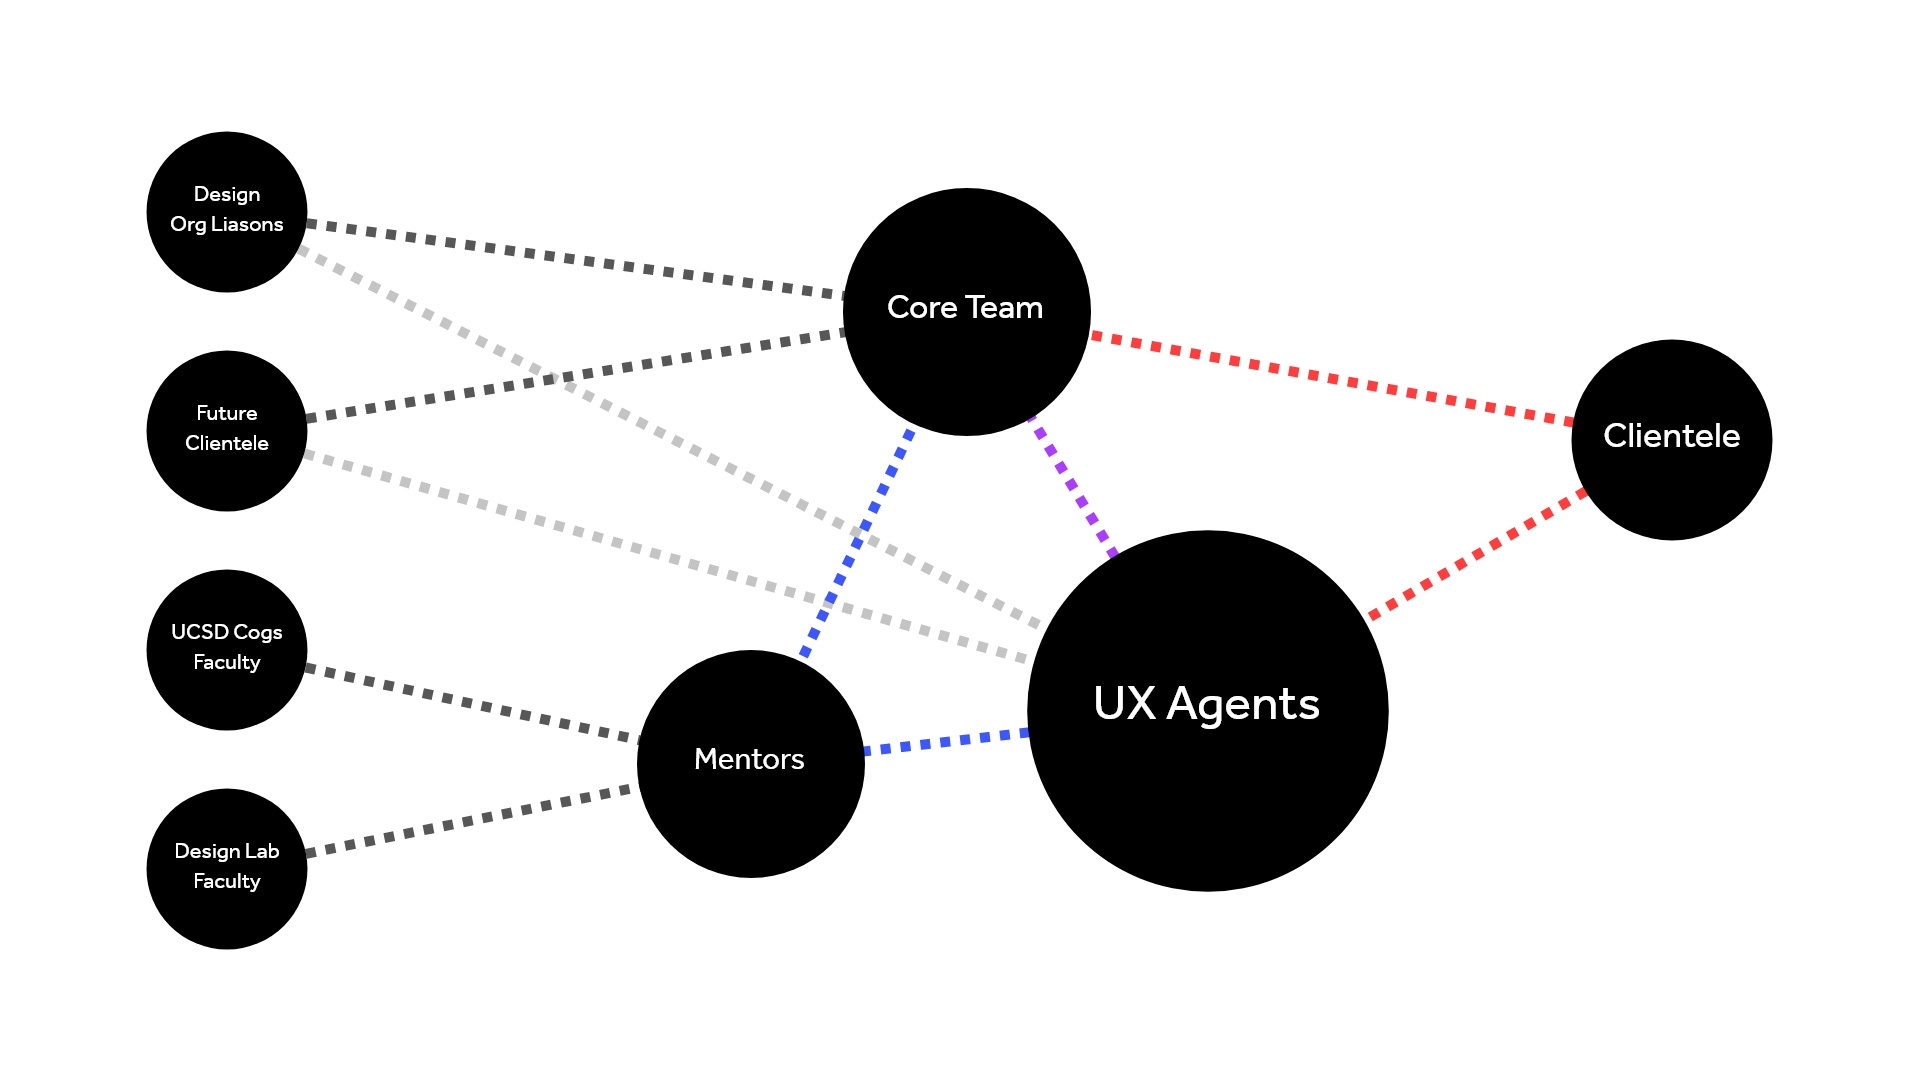 Design
Org Liasons
Future
Clientele
UCSD Cogs
Faculty
Design Lab
Faculty
Core Team
Mentors
UX Agents
Clientele